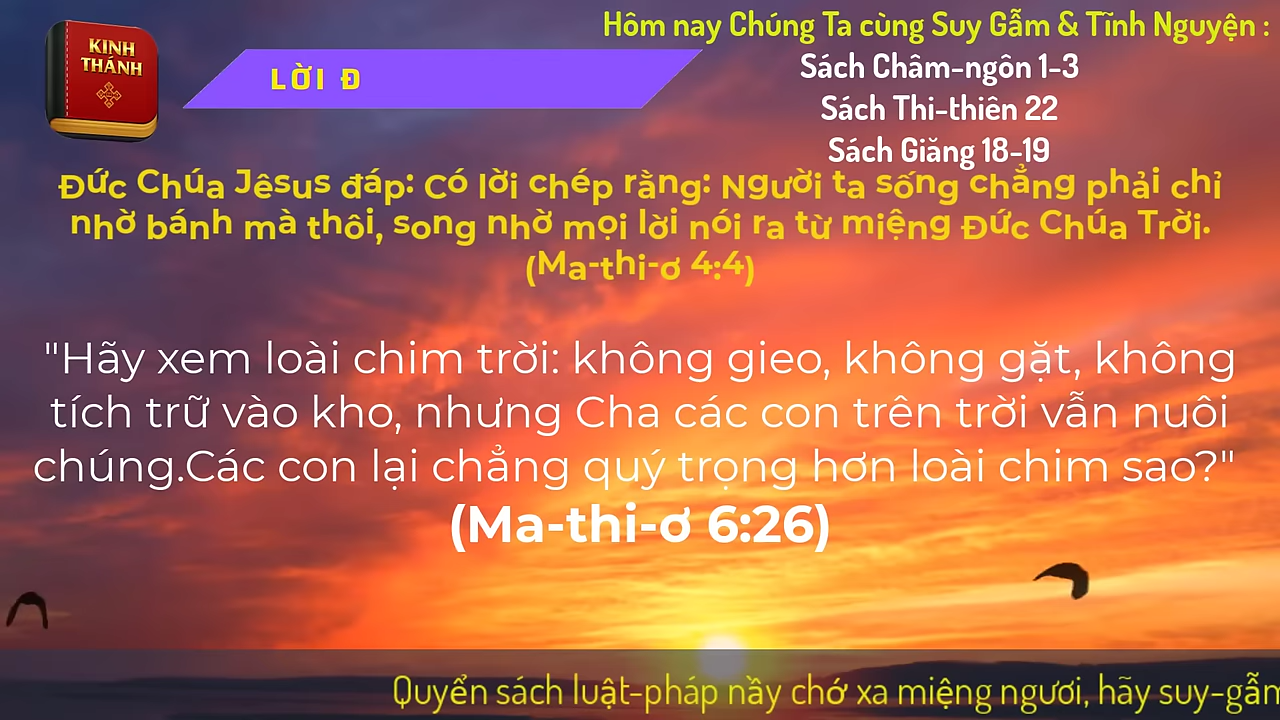 KINH
THÁNH
LỜI Đ
Hôm nay Chúng Ta cùng Suy Gẫm & Tĩnh Nguyện :
Sách Châm-ngôn 1-3
Sách Thi-thiên 22
Sách Giăng 18-19
Đức Chúa Jêsus đáp: Có lời chép rằng: Người ta sống chẳng phải chỉ
nhờ bánh mà thôi, song nhờ mọi lời nói ra từ miệng Đức Chúa Trời.
(Ma-thi-ơ 4:4)
"Hãy xem loài chim trời: không gieo, không gặt, không
tích trữ vào kho, nhưng Cha các con trên trời vẫn nuôi
chúng.Các con lại chẳng quý trọng hơn loài chim sao?"
(Ma-thi-ơ 6:26)
Quyển sách luật-pháp nầy chớ xa miệng ngươi, hãy suy-gẫm